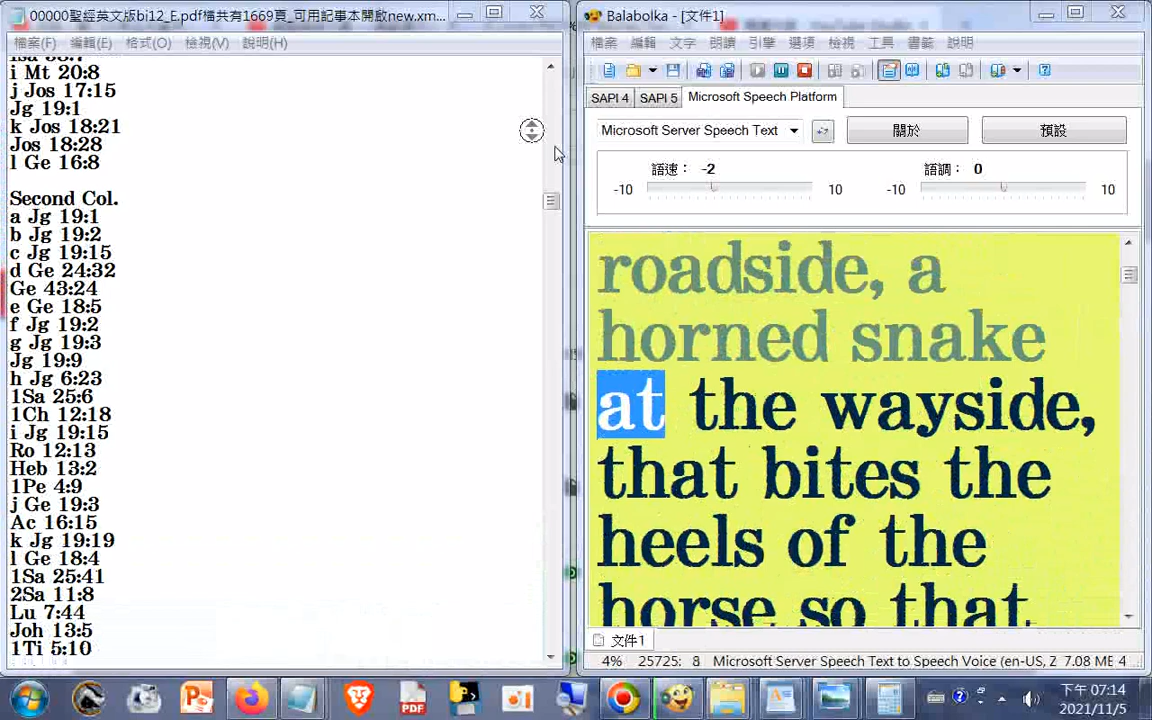 00000聖經英文版bi12_E.pdf檔共有1669頁_可用記事本開啟new.xm...
檔案(F) 編輯(E) 格式(O) 檢視(V) 說明(H)
i Mt 20:8
j Jos 17:15
Jg 19:1
k Jos 18:21
Jos 18:28
l Ge 16:8
Second Col.
a Jg 19:1
b Jg 19:2
c Jg 19:15
d Ge 24:32
Ge 43:24
e Ge 18:5
f Jg 19:2
g Jg 19:3
Jg 19:9
h Jg 6:23
1Sa 25:6
1Ch 12:18
i Jg 19:15
Ro 12:13
Heb 13:2
1Pe 4:9
j Ge 19:3
Ac 16:15
k Jg 19:19
l Ge 18:4
1Sa 25:41
2Sa 11:8
Lu 7:44
Joh 13:5
1Ti 5:10
Balabolka - [文件1]
檔案 編輯 文字 朗讀 引擎 選項 檢視 工具 書籤 說明
SAPI 4 SAPI 5 Microsoft Speech Platform
Microsoft Server Speech Text 關於 預設
語速： -2 語調： 0
-10 10 -10 10
roadside, a
horned snake
at the wayside,
that bites the
heels of the
horse so that
文件1
4% 25725: 8 Microsoft Server Speech Text to Speech Voice (en-US, Z 7.08 ME 4
下午 07:14
2021/11/5